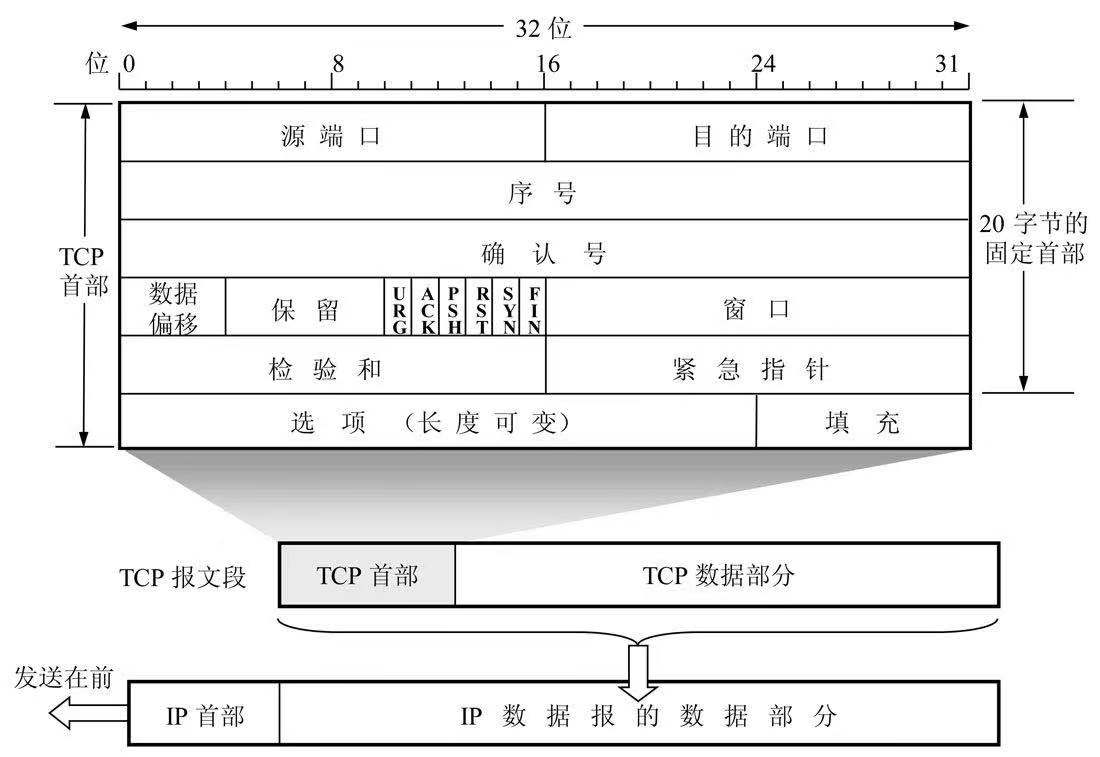 32 位
位 0 8 16 24 31
源 端 口 目 的 端 口
序 号
确 认 号
TCP
首部
20 字节的
固定首部
数据
偏移
保 留
URG
ACK
PSH
RST
SYN
FIN
窗 口
检 验 和 紧 急 指 针
选 项 （长 度 可 变） 填 充
TCP 报文段 TCP 首部 TCP 数据部分
发送在前
IP 首部 IP 数 据 报 的 数 据 部 分